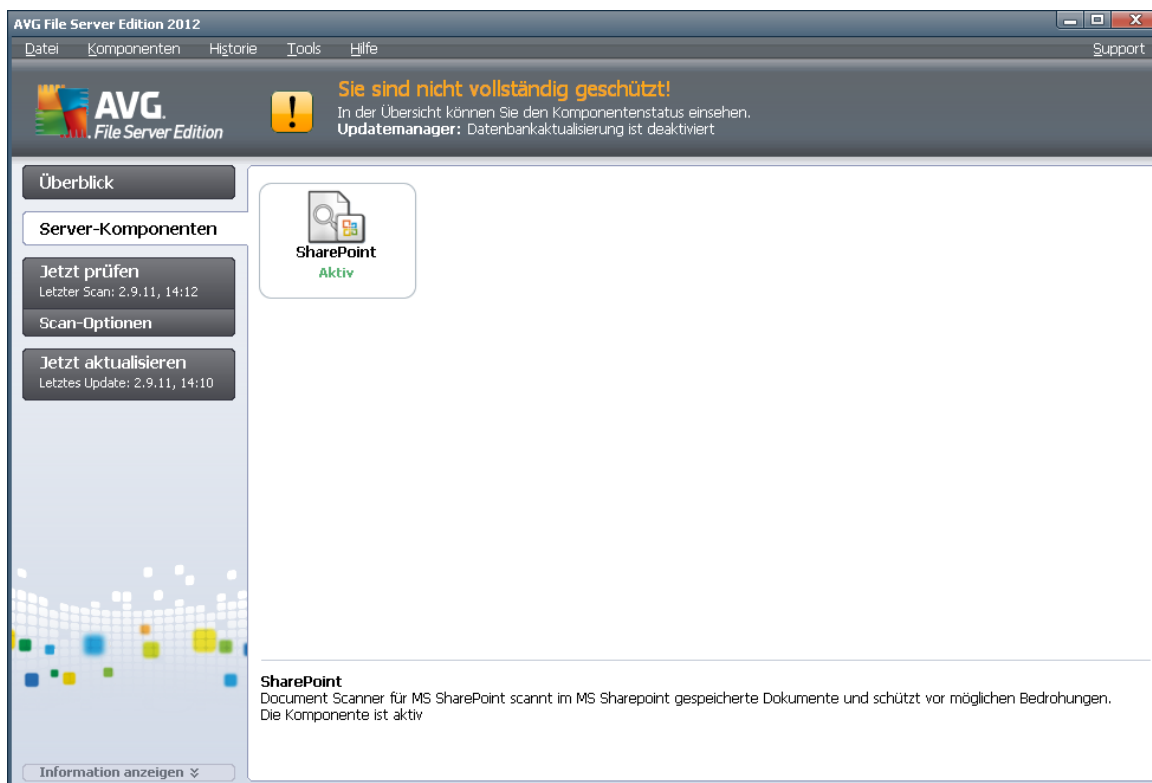 AVG File Server Edition 2012
Datei Komponenten Historie Tools Hilfe Support
AVG.
File Server Edition
Sie sind nicht vollständig geschützt!
In der Übersicht können Sie den Komponentenstatus einsehen.
Updatemanager: Datenbankaktualisierung ist deaktiviert
Überblick
Server-Komponenten
Jetzt prüfen
Letzter Scan: 2.9.11, 14:12
Scan-Optionen
Jetzt aktualisieren
Letztes Update: 2.9.11, 14:10
Information anzeigen
SharePoint
Aktiv
SharePoint
Document Scanner für MS SharePoint scannt im MS Sharepoint gespeicherte Dokumente und schützt vor möglichen Bedrohungen.
Die Komponente ist aktiv